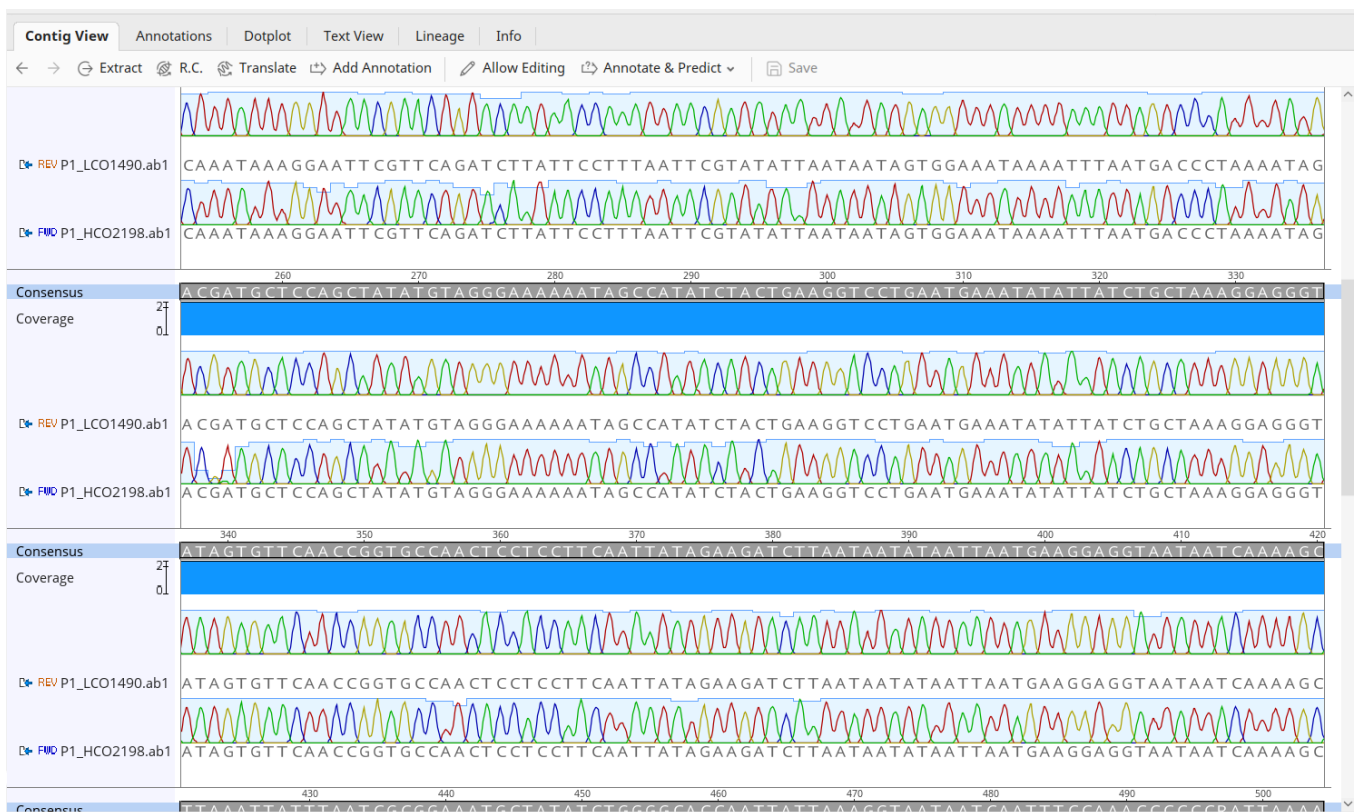 Contig View Annotations Dotplot Text View Lineage Info
Extract R.C. Translate Add Annotation Allow Editing Annotate & Predict Save
REV P1_LCO1490.ab1 CAAATAAAGGAATTCGTTCAGATCTTATTCCTTTAATTCGTATATTAATAATAGTGGAAATAAAATTTAATGACCCTAAAATAG
FWD P1_HCO2198.ab1 CAAATAAAGGAATTCGTTCAGATCTTATTCCTTTAATTCGTATATTAATAATAGTGGAAATAAAATTTAATGACCCTAAAATAG
260 270 280 290 300 310 320 330
Consensus ACGATGCTCCAGCTATATGTAGGGAAAAAATAGCCATATCTACTGAAGGTCCTGAATGAAATATATTATCTGCTAAAGGAGGGT
Coverage 2 0
REV P1_LCO1490.ab1 ACGATGCTCCAGCTATATGTAGGGAAAAAATAGCCATATCTACTGAAGGTCCTGAATGAAATATATTATCTGCTAAAGGAGGGT
FWD P1_HCO2198.ab1 ACGATGCTCCAGCTATATGTAGGGAAAAAATAGCCATATCTACTGAAGGTCCTGAATGAAATATATTATCTGCTAAAGGAGGGT
340 350 360 370 380 390 400 410 420
Consensus ATAGTGTTCAACCGGTGCCAACTCCTCCTTCAATTATAGAAGATCTTAATAATATAATTAATGAAGGAGGTAATAATCAAAAGC
Coverage 2 0
REV P1_LCO1490.ab1 ATAGTGTTCAACCGGTGCCAACTCCTCCTTCAATTATAGAAGATCTTAATAATATAATTAATGAAGGAGGTAATAATCAAAAGC
FWD P1_HCO2198.ab1 ATAGTGTTCAACCGGTGCCAACTCCTCCTTCAATTATAGAAGATCTTAATAATATAATTAATGAAGGAGGTAATAATCAAAAGC
430 440 450 460 470 480 490 500
Consensus